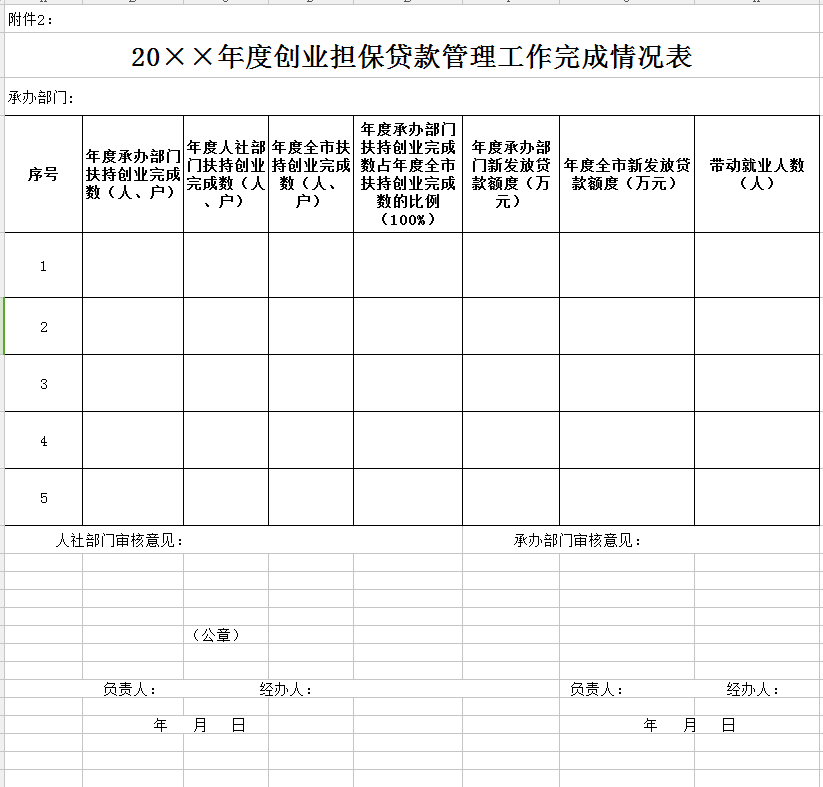 附件2：
20××年度创业担保贷款管理工作完成情况表
承办部门：
序号
年度承办部门
扶持创业完成
数（人、户）
年度人社部
门扶持创业
完成数（人
、户）
年度全市扶
持创业完成
数（人、
户）
年度承办部门
扶持创业完成
数占年度全市
扶持创业完成
数的比例
（100%）
年度承办部
门新发放贷
款额度（万
元）
年度全市新发放贷
款额度（万元）
带动就业人数
（人）
1
2
3
4
5
人社部门审核意见： 承办部门审核意见：
（公章）
负责人： 经办人： 负责人： 经办人：
年 月 日 年 月 日